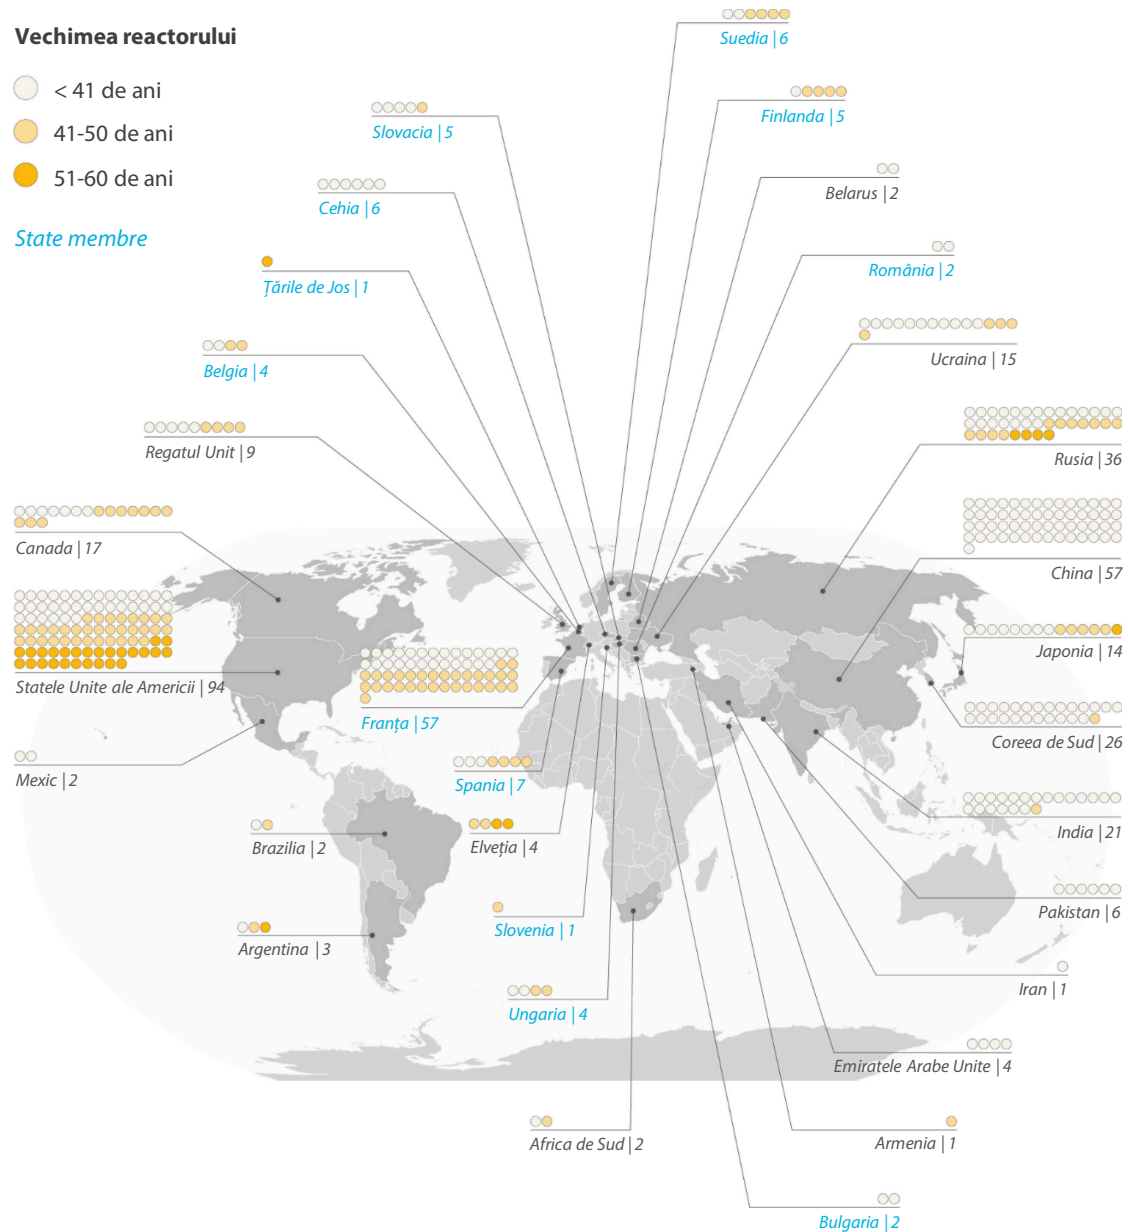 Vechimea reactorului
< 41 de ani
41-50 de ani
51-60 de ani
State membre
Suedia | 6
Finlanda | 5
Slovacia | 5
Belarus | 2
Cehia | 6
România | 2
Țările de Jos | 1
Ucraina | 15
Belgia | 4
Regatul Unit | 9
Rusia | 36
Canada | 17
China | 57
Japonia | 14
Statele Unite ale Americii | 94
Franța | 57
Coreea de Sud | 26
Mexic | 2
Spania | 7
India | 21
Brazilia | 2
Elveția | 4
Pakistan | 6
Slovenia | 1
Argentina | 3
Iran | 1
Ungaria | 4
Emiratele Arabe Unite | 4
Africa de Sud | 2
Armenia | 1
Bulgaria | 2